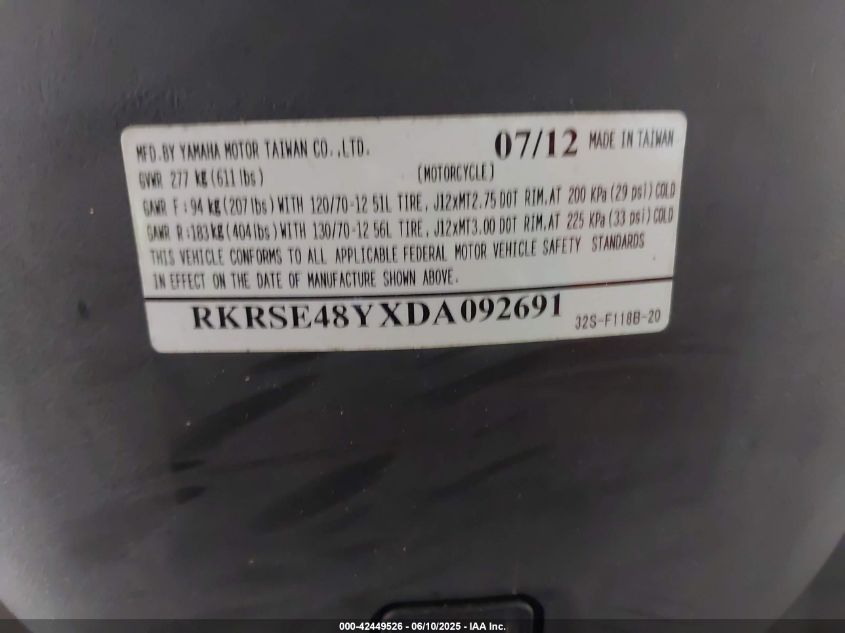 MFD.BY YAMAHA MOTOR TAIWAN CO.,LTD. 07/12 MADE IN TAIWAN
GVWR 277 kg(611 lbs) [MOTORCYCLE]
GAWR F:94 kg(207 lbs)WITH 120/70-12 51L TIRE, J12xMT2.75 DOT RIM.AT 200 KPa(29 psi)COLD
GAWR R:183kg(404 lbs)WITH 130/70-12 56L TIRE, J12xMT3.00 DOT RIM.AT 225 KPa(33 psi)COLD
THIS VEHICLE CONFORMS TO ALL APPLICABLE FEDERAL MOTOR VEHICLE SAFETY STANDARDS
IN EFFECT ON THE DATE OF MANUFACTURE SHOWN ABOVE.
RKRSE48YXDA092691 32S-F118B-20
000-42449526 - 06/10/2025 - IAA Inc.